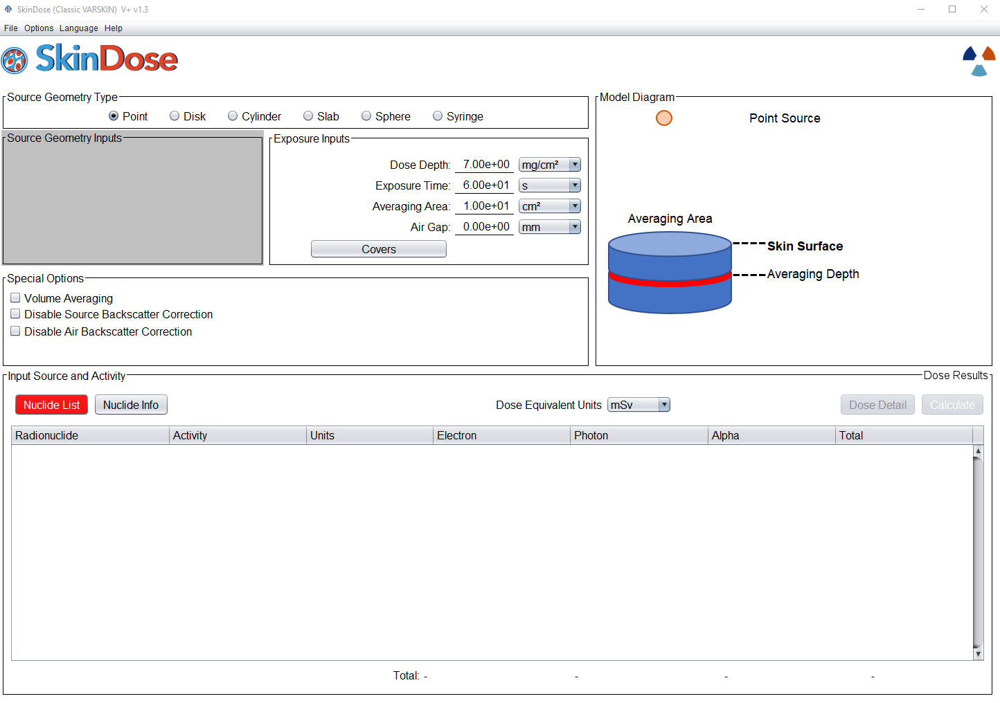 SkinDose (Classic VARSKIN) V+ v1.3
File Options Language Help
SkinDose
Source Geometry Type
Point Disk Cylinder Slab Sphere Syringe
Source Geometry Inputs
Exposure Inputs
Dose Depth: 7.00e+00 mg/cm²
Exposure Time: 6.00e+01 s
Averaging Area: 1.00e+01 cm²
Air Gap: 0.00e+00 mm
Covers
Special Options
Volume Averaging
Disable Source Backscatter Correction
Disable Air Backscatter Correction
Model Diagram
Point Source
Averaging Area
Skin Surface
Averaging Depth
Input Source and Activity
Dose Results
Nuclide List Nuclide Info Dose Equivalent Units mSv Dose Detail Calculate
Radionuclide Activity Units Electron Photon Alpha Total
Total: - - - -